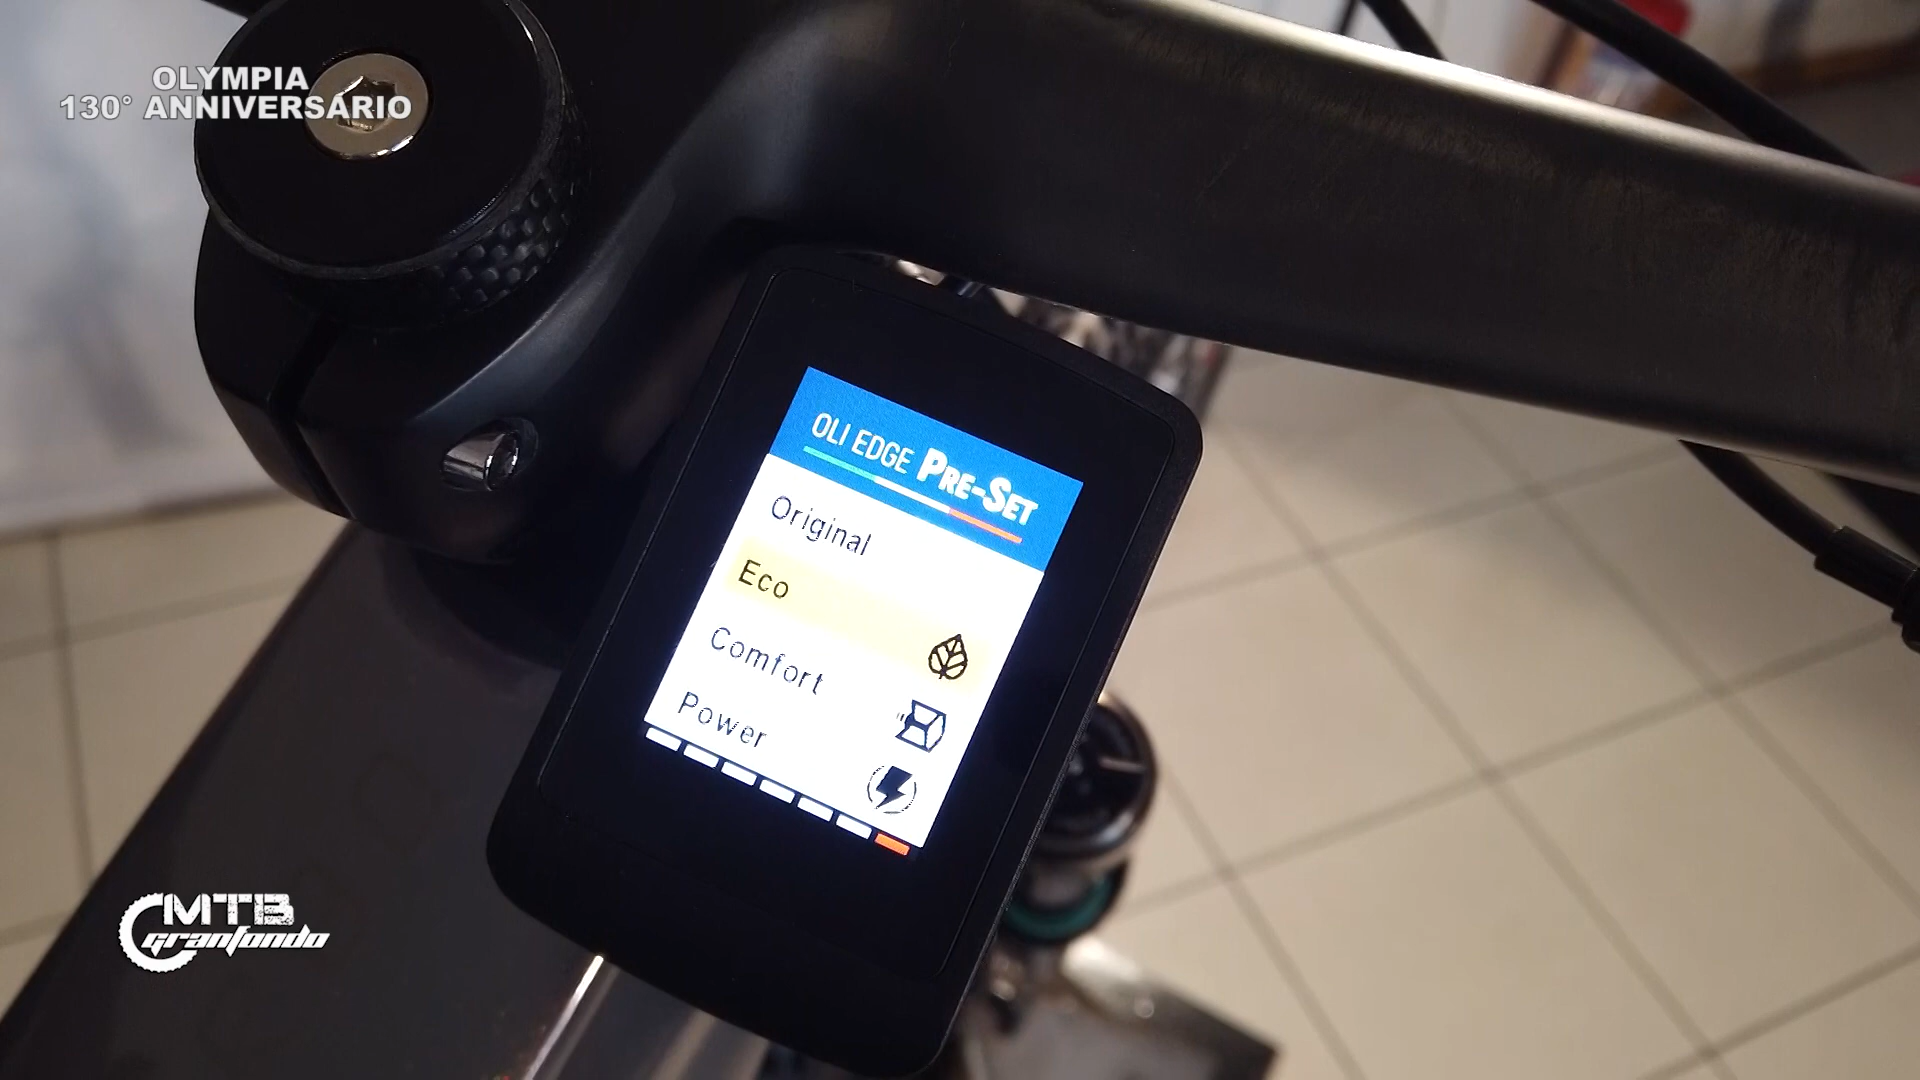 OLYMPIA
130° ANNIVERSARIO
OLI EDGE PRE-SET
Original
Eco
Comfort
Power
MTB
granfondo